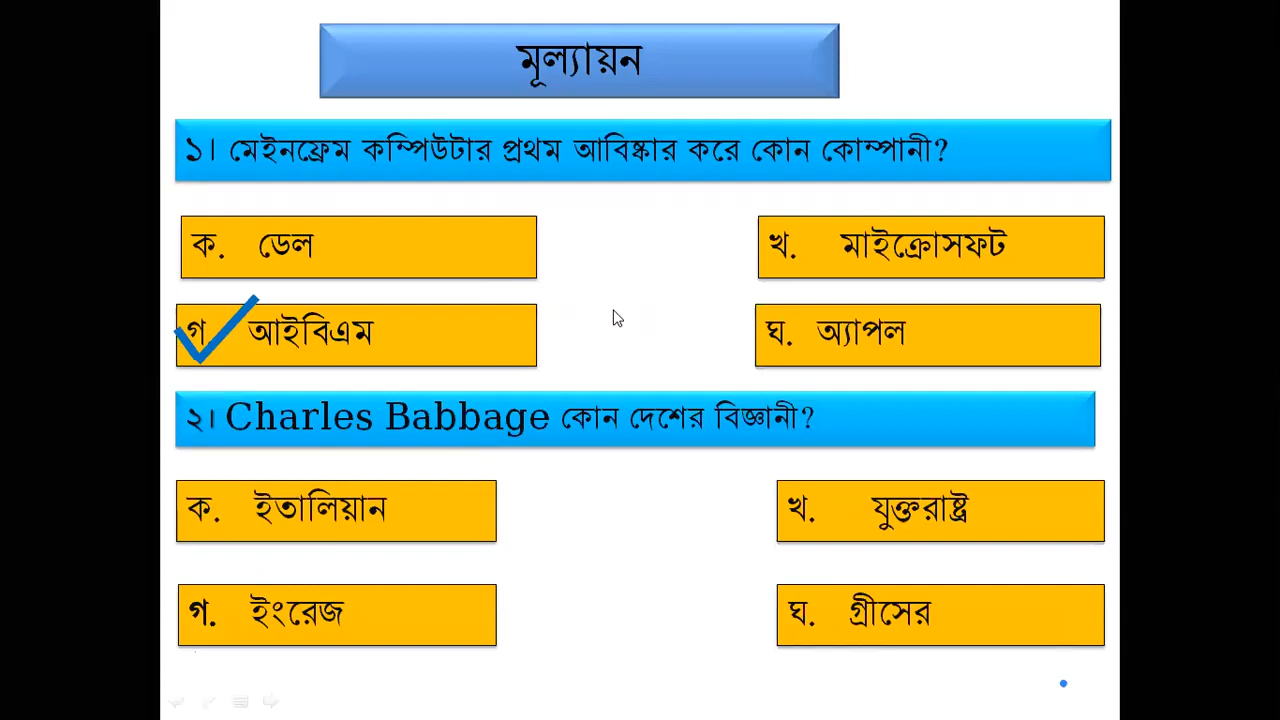 মূল্যায়ন
১। মেইনফ্রেম কম্পিউটার প্রথম আবিষ্কার করে কোন কোম্পানী?
ক. ডেল
খ. মাইক্রোসফট
গ. আইবিএম
ঘ. অ্যাপল
২। Charles Babbage কোন দেশের বিজ্ঞানী?
ক. ইতালিয়ান
খ. যুক্তরাষ্ট্র
গ. ইংরেজ
ঘ. গ্রীসের